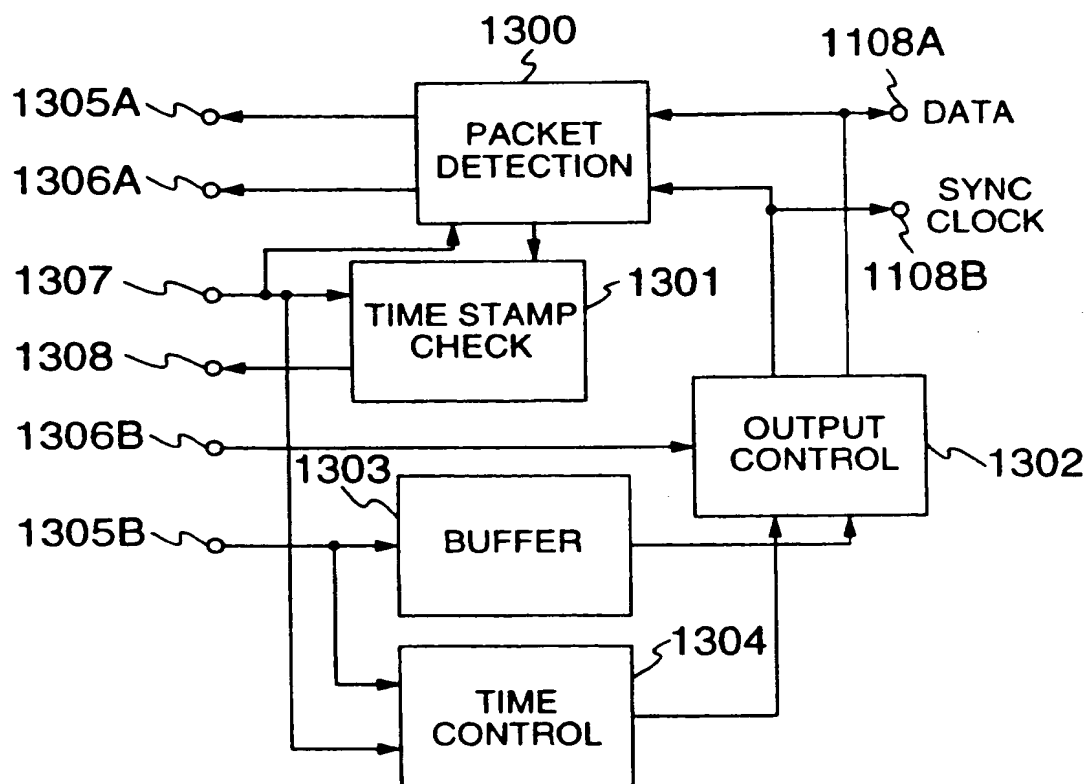 1300
1108A
1305A
PACKET
DETECTION
DATA
1306A
SYNC
CLOCK
1307
1301
1108B
TIME STAMP
CHECK
1308
OUTPUT
CONTROL
1306B
1303
1302
1305B
BUFFER
1304
TIME
CONTROL